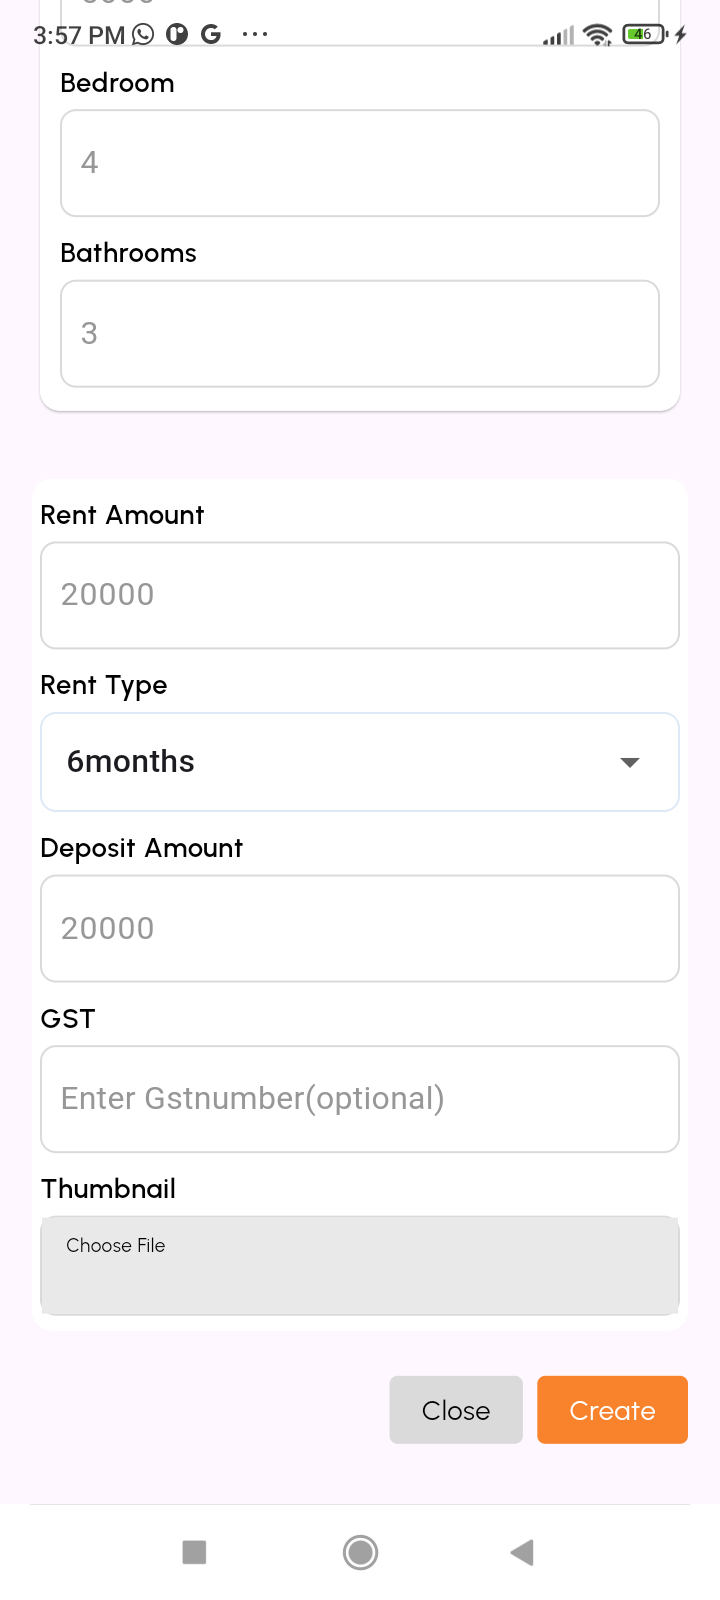 3:57 PM
46
Bedroom
4
Bathrooms
3
Rent Amount
20000
Rent Type
6months
Deposit Amount
20000
GST
Enter Gstnumber(optional)
Thumbnail
Choose File
Close
Create